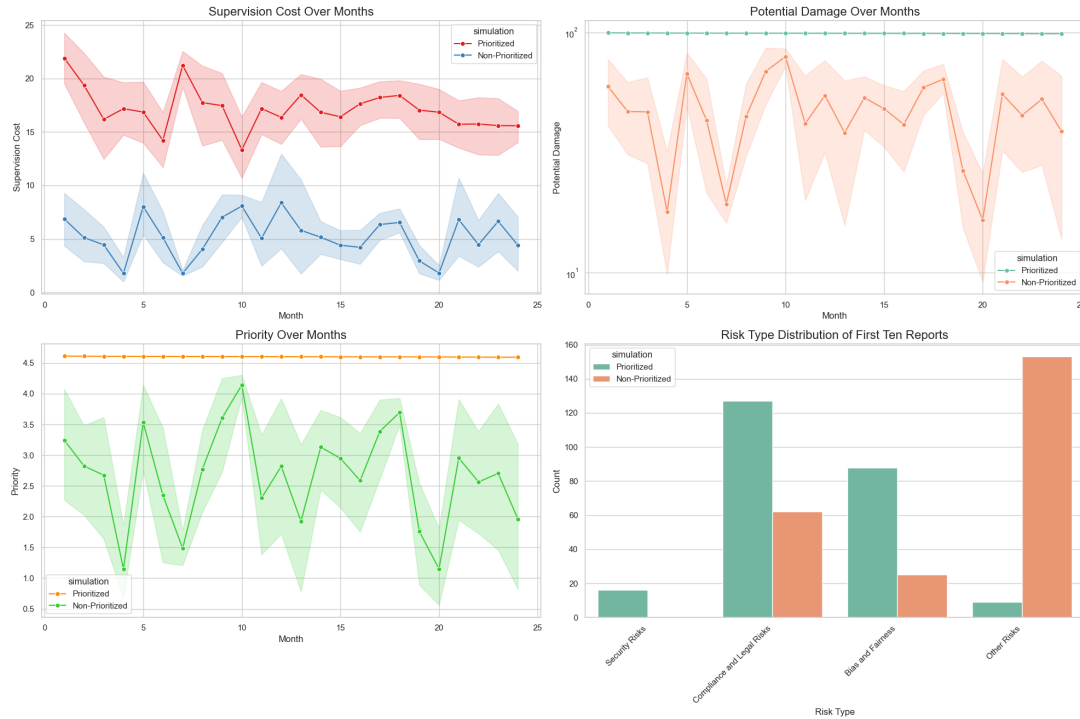 Supervision Cost Over Months
simulation
Prioritized
Non-Prioritized
25
20
15
10
5
0
Supervision Cost
0 5 10 15 20 25
Month
Potential Damage Over Months
10²
10¹
Potential Damage
simulation
Prioritized
Non-Prioritized
0 5 10 15 20
Month
Priority Over Months
4.5
4.0
3.5
3.0
2.5
2.0
1.5
1.0
0.5
Priority
simulation
Prioritized
Non-Prioritized
0 5 10 15 20 25
Month
Risk Type Distribution of First Ten Reports
simulation
Prioritized
Non-Prioritized
160
140
120
100
80
60
40
20
0
Count
Security Risks
Compliance and Legal Risks
Bias and Fairness
Other Risks
Risk Type